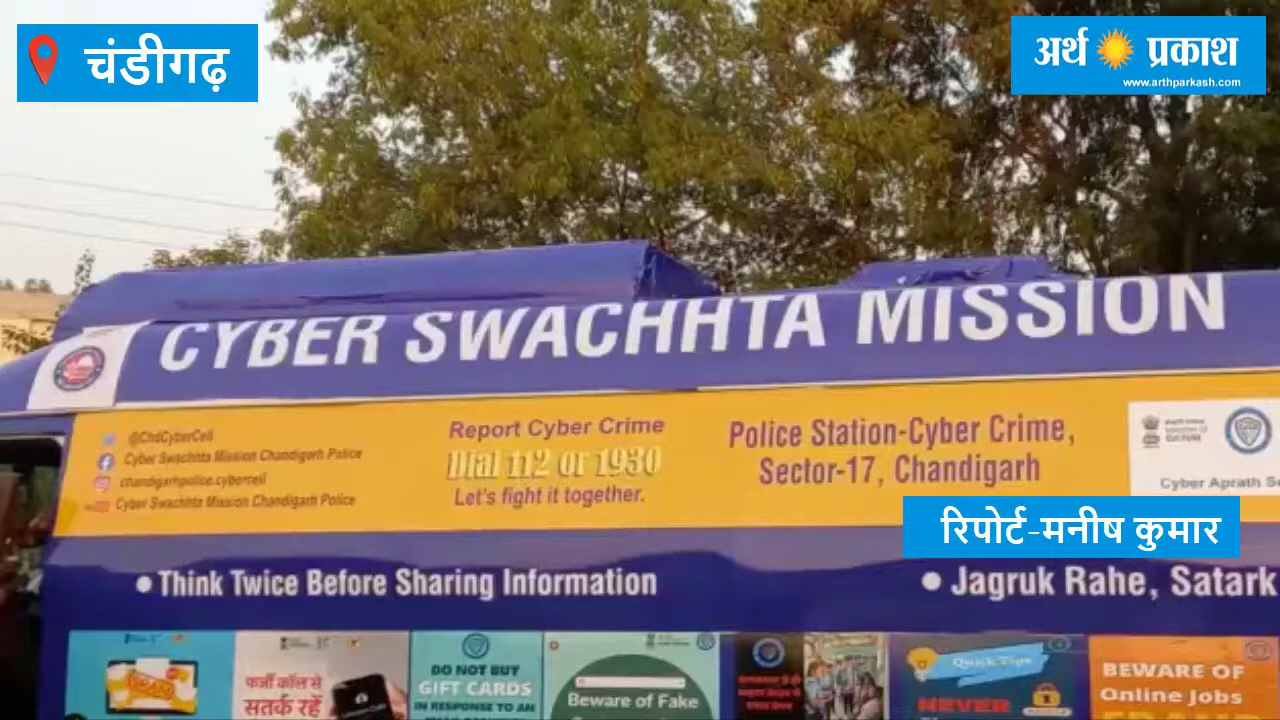 चंडीगढ़
अर्थ प्रकाश
www.arthparkash.com
CYBER SWACHHTA MISSION
@ChdCyberCell
Cyber Swachhta Mission Chandigarh Police
chandigarhpolice.cybercell
Cyber Swachhta Mission Chandigarh Police
Report Cyber Crime
Dial 112 or 1930
Let's fight it together.
Police Station-Cyber Crime,
Sector-17, Chandigarh
CULTURE
Cyber Aprath Se
रिपोर्ट-मनीष कुमार
• Think Twice Before Sharing Information
• Jagruk Rahe, Satark
फर्जी कॉल से
सतर्क रहें
DO NOT BUY
GIFT CARDS
IN RESPONSE TO AN
Beware of Fake
Quick Tips
NEVER
BEWARE OF
Online Jobs